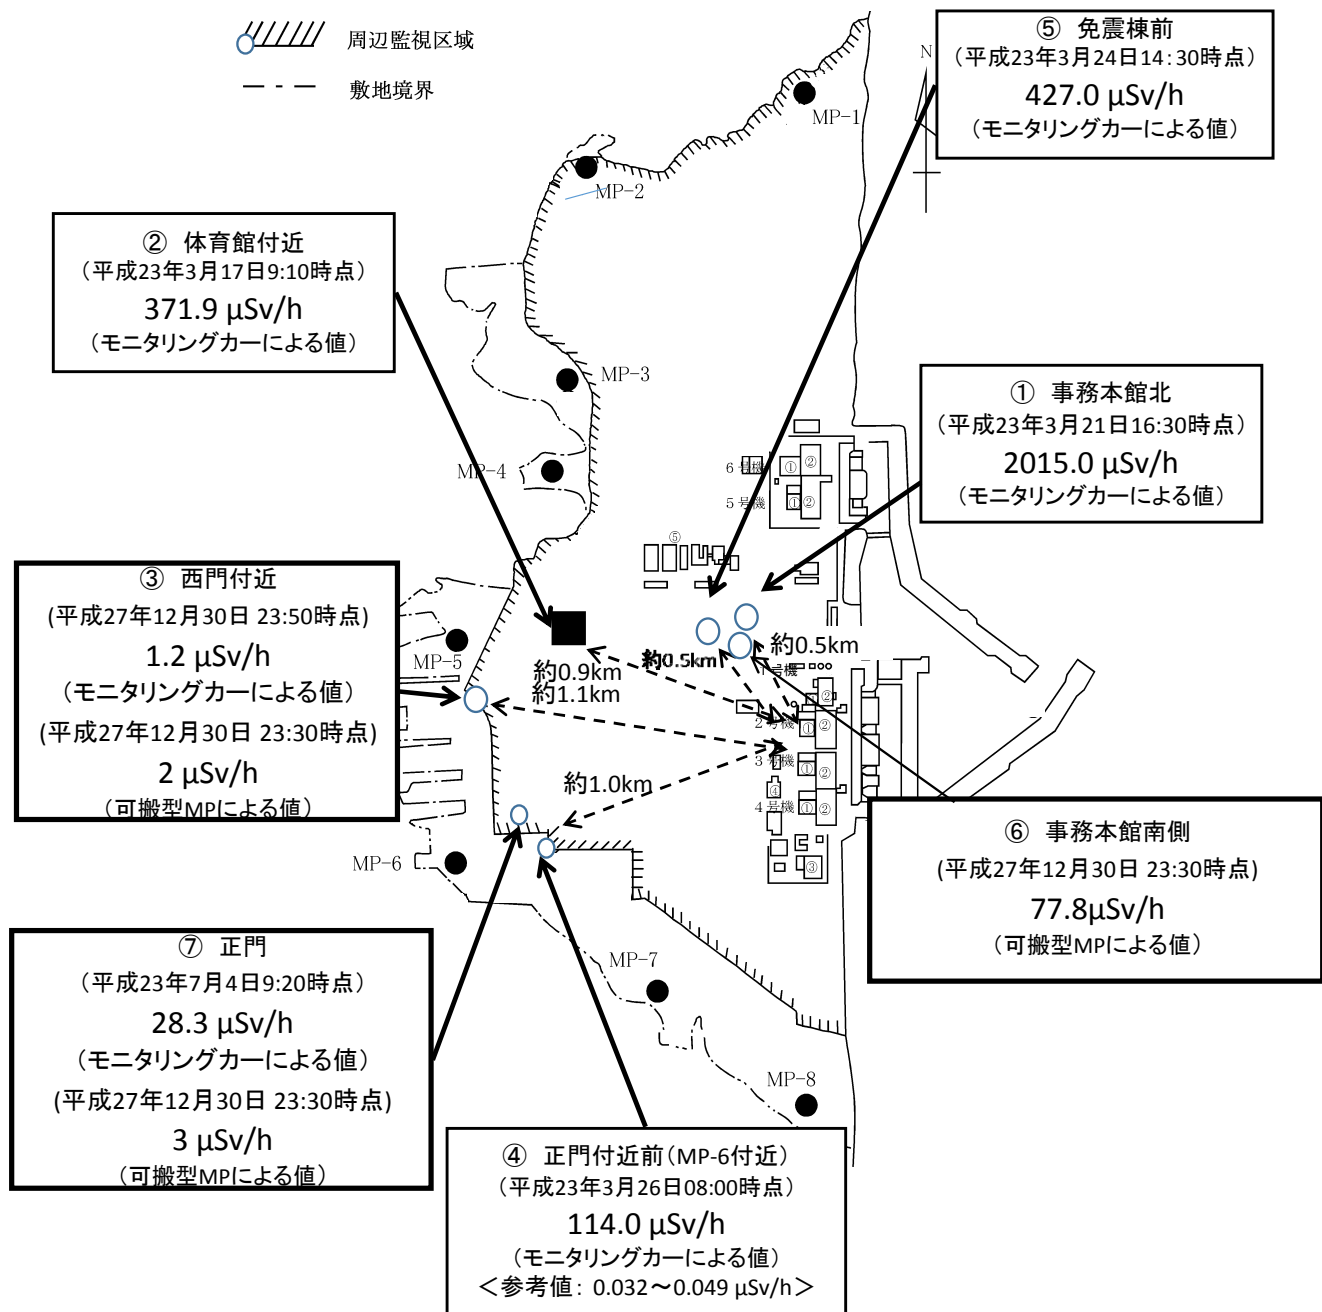 周辺監視区域
敷地境界
⑤ 免震棟前
（平成23年3月24日14：30時点）
427.0 μSv/h
（モニタリングカーによる値）
N
MP-1
MP-2
② 体育館付近
（平成23年3月17日9:10時点）
371.9 μSv/h
（モニタリングカーによる値）
MP-3
MP-4
① 事務本館北
（平成23年3月21日16:30時点）
2015.0 μSv/h
（モニタリングカーによる値）
6号機
①
②
5号機
①
②
⑤
③ 西門付近
(平成27年12月30日 23:50時点)
1.2 μSv/h
（モニタリングカーによる値）
(平成27年12月30日 23:30時点)
2 μSv/h
（可搬型MPによる値）
MP-5
約0.9km
約1.1km
約0.5km
約0.5km
1号機
②
2号機
①
②
3号機
①
②
④
4号機
①
②
③
約1.0km
MP-6
⑥ 事務本館南側
(平成27年12月30日 23:30時点)
77.8μSv/h
（可搬型MPによる値）
⑦ 正門
（平成23年7月4日9:20時点）
28.3 μSv/h
（モニタリングカーによる値）
(平成27年12月30日 23:30時点)
3 μSv/h
（可搬型MPによる値）
MP-7
MP-8
④ 正門付近前（MP-6付近）
（平成23年3月26日08:00時点）
114.0 μSv/h
（モニタリングカーによる値）
＜参考値： 0.032～0.049 μSv/h＞